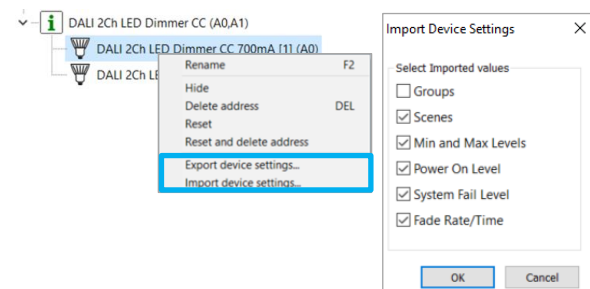 DALI 2Ch LED Dimmer CC (A0,A1)
DALI 2Ch LED Dimmer CC 700mA [1] (A0)
DALI 2Ch LE
Rename F2
Hide
Delete address DEL
Reset
Reset and delete address
Export device settings...
Import device settings...
Import Device Settings
Select Imported values
Groups
Scenes
Min and Max Levels
Power On Level
System Fail Level
Fade Rate/Time
OK Cancel